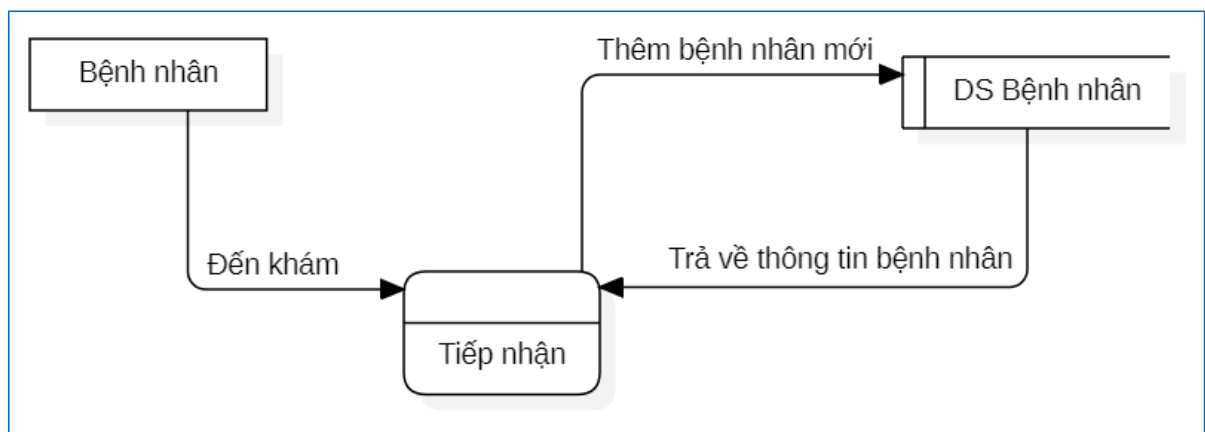 Bệnh nhân
Thêm bệnh nhân mới
DS Bệnh nhân
Đến khám
Trả về thông tin bệnh nhân
Tiếp nhận